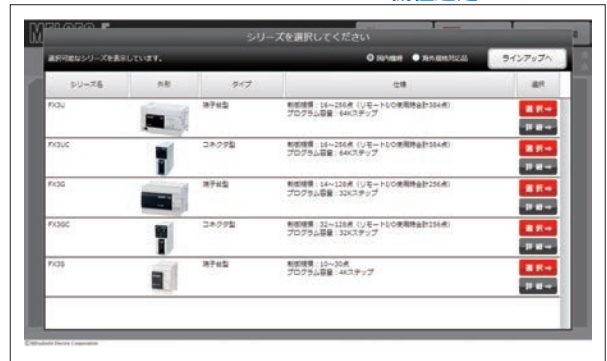 シリーズを選択してください
選択可能なシリーズを表示しています。
国内機種 海外規格対応品
ラインアップへ
シリーズ名 外形 タイプ 仕様 選択
FX3U 端子台型 制御規模:16~256点(リモートI/O使用時合計384点)
プログラム容量:64Kステップ
選択⇒
詳細⇒
FX3UC コネクタ型 制御規模:16~256点(リモートI/O使用時合計384点)
プログラム容量:64Kステップ
選択⇒
詳細⇒
FX3G 端子台型 制御規模:14~128点(リモートI/O使用時合計256点)
プログラム容量:32Kステップ
選択⇒
詳細⇒
FX3GC コネクタ型 制御規模:32~128点(リモートI/O使用時合計256点)
プログラム容量:32Kステップ
選択⇒
詳細⇒
FX3S 端子台型 制御規模:10~30点
プログラム容量:4Kステップ
選択⇒
詳細⇒
©Mitsubishi Electric Corporation